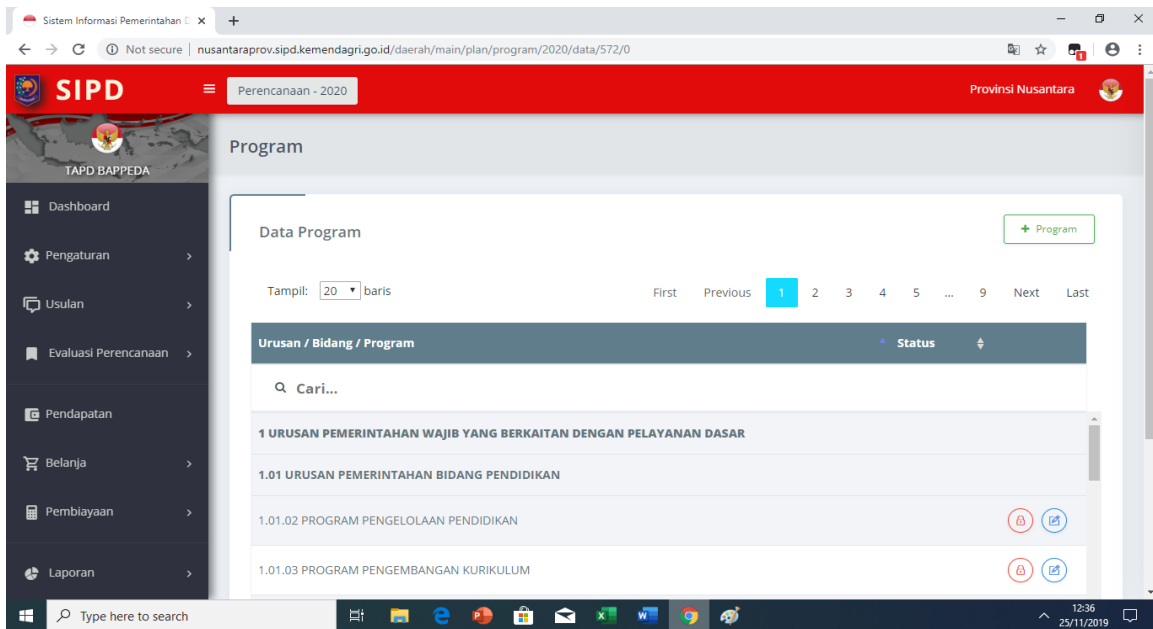 Sistem Informasi Pemerintahan D
Not secure | nusantaraprov.sipd.kemendagri.go.id/daerah/main/plan/program/2020/data/572/0
1
SIPD
Perencanaan - 2020
Provinsi Nusantara
TAPD BAPPEDA
Program
Dashboard
Pengaturan
Usulan
Evaluasi Perencanaan
Pendapatan
Belanja
Pembiayaan
Laporan
Data Program
+ Program
Tampil: 20 baris
First Previous 1 2 3 4 5 ... 9 Next Last
Urusan / Bidang / Program Status
Cari...
1 URUSAN PEMERINTAHAN WAJIB YANG BERKAITAN DENGAN PELAYANAN DASAR
1.01 URUSAN PEMERINTAHAN BIDANG PENDIDIKAN
1.01.02 PROGRAM PENGELOLAAN PENDIDIKAN
1.01.03 PROGRAM PENGEMBANGAN KURIKULUM
Type here to search
12:36
25/11/2019